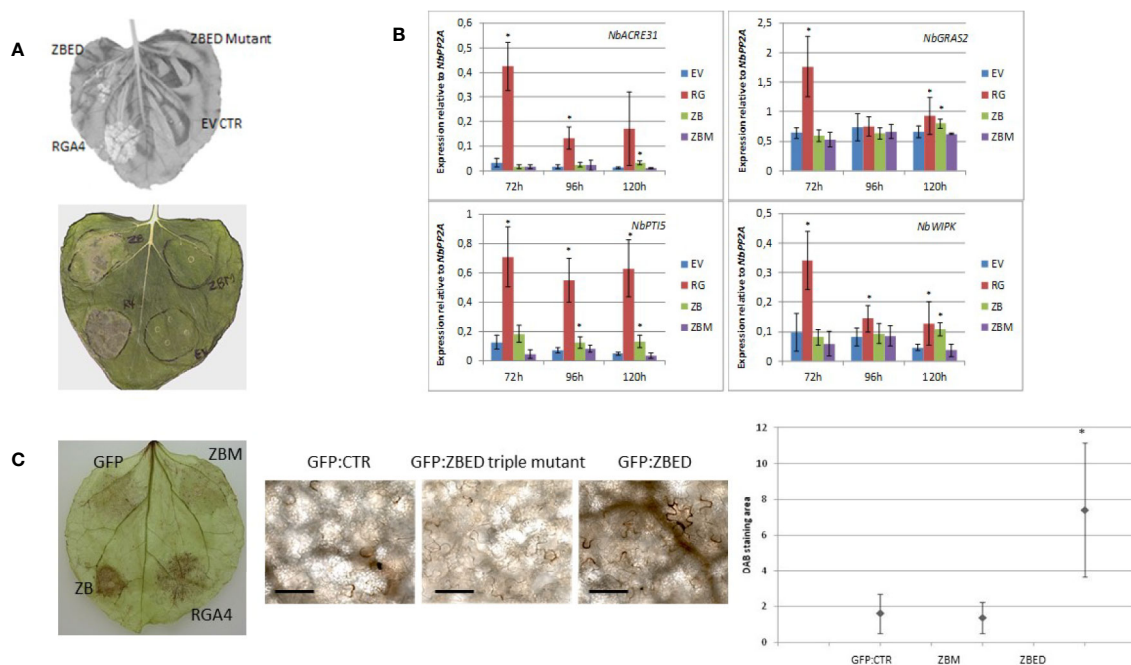 A
ZBED
ZBED Mutant
EV CTR
RGA4
ZB
ZBM
EV
B
Expression relative to NbPP2A
0,6
0,5
0,4
0,3
0,2
0,1
0
NbACRE31
*
*
*
72h
96h
120h
EV
RG
ZB
ZBM
Expression relative to NbPP2A
2,5
2
1,5
1
0,5
0
NbGRAS2
*
*
*
72h
96h
120h
EV
RG
ZB
ZBM
Expression relative to NbPP2A
1
0,8
0,6
0,4
0,2
0
NbPTI5
*
*
*
*
*
72h
96h
120h
EV
RG
ZB
ZBM
Expression relative to NbPP2A
0,5
0,4
0,3
0,2
0,1
0
NbWIPK
*
*
*
*
72h
96h
120h
EV
RG
ZB
ZBM
C
GFP
ZBM
ZB
RGA4
GFP:CTR
GFP:ZBED triple mutant
GFP:ZBED
DAB staining area
12
10
8
6
4
2
0
*
GFP:CTR
ZBM
ZBED